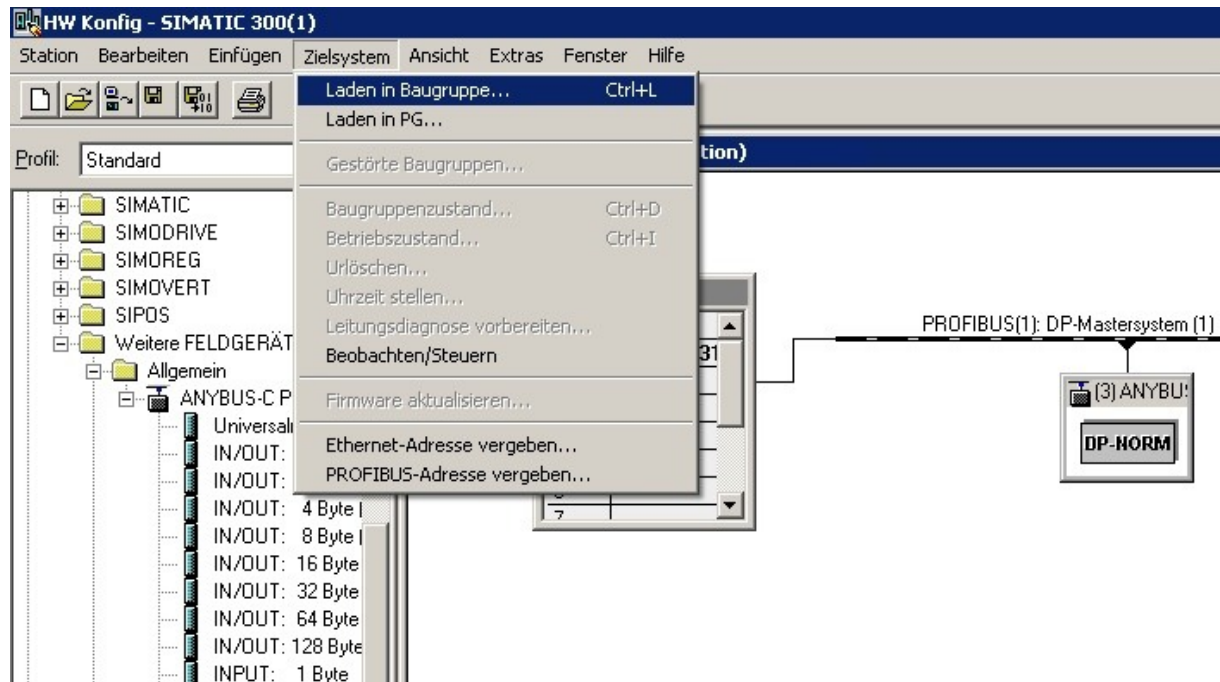 HW Konfig - SIMATIC 300(1)
Station Bearbeiten Einfügen Zielsystem Ansicht Extras Fenster Hilfe
Laden in Baugruppe... Ctrl+L
Laden in PG...
Gestörte Baugruppen...
Baugruppenzustand... Ctrl+D
Betriebszustand... Ctrl+I
Urlöschen...
Uhrzeit stellen...
Leitungsdiagnose vorbereiten...
Beobachten/Steuern
Firmware aktualisieren...
Ethernet-Adresse vergeben...
PROFIBUS-Adresse vergeben...
Profil: Standard
SIMATIC
SIMODRIVE
SIMOREG
SIMOVERT
SIPOS
Weitere FELDGERÄT
Allgemein
ANYBUS-C P
Universal
IN/OUT:
IN/OUT:
IN/OUT: 4 Byte
IN/OUT: 8 Byte
IN/OUT: 16 Byte
IN/OUT: 32 Byte
IN/OUT: 64 Byte
IN/OUT: 128 Byte
INPUT: 1 Byte
tion)
31
7
PROFIBUS(1): DP-Mastersystem (1)
(3) ANYBU
DP-NORM